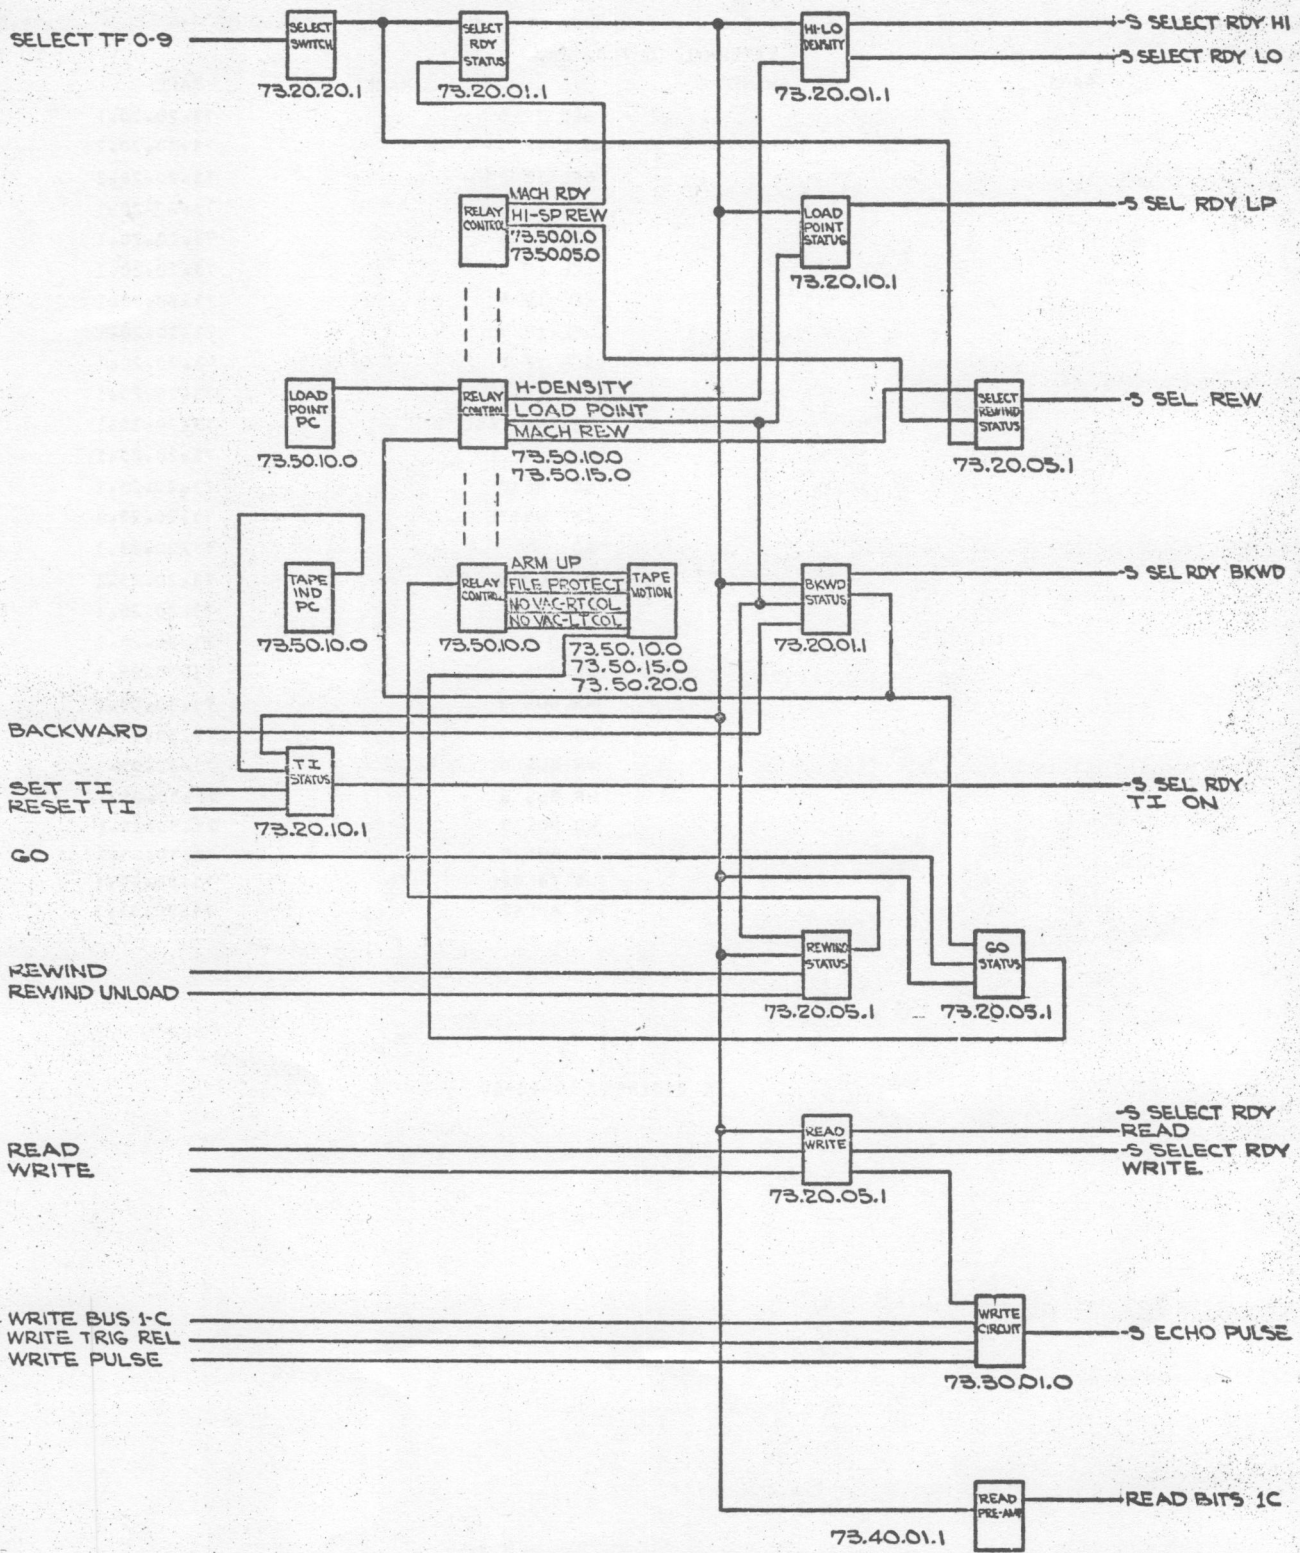 SELECT TF 0-9
SELECT
SWITCH
73.20.20.1
SELECT
RDY
STATUS
73.20.01.1
HI-LO
DENSITY
73.20.01.1
-S SELECT RDY HI
-S SELECT RDY LO
RELAY
CONTROL
MACH RDY
HI-SP REW
73.50.01.0
73.50.05.0
LOAD
POINT
STATUS
73.20.10.1
-S SEL RDY LP
LOAD
POINT
PC
73.50.10.0
RELAY
CONTROL
H-DENSITY
LOAD POINT
MACH REW
73.50.10.0
73.50.15.0
SELECT
REWIND
STATUS
73.20.05.1
-S SEL REW
TAPE
IND
PC
73.50.10.0
RELAY
CONTROL
73.50.10.0
ARM UP
FILE PROTECT
NO VAC-RT COL
NO VAC-LT COL
TAPE
MOTION
73.50.10.0
73.50.15.0
73.50.20.0
BKWD
STATUS
73.20.01.1
-S SEL RDY BKWD
BACKWARD
SET TI
RESET TI
TI
STATUS
73.20.10.1
-S SEL RDY
TI ON
GO
REWIND
REWIND UNLOAD
REWIND
STATUS
73.20.05.1
GO
STATUS
73.20.05.1
READ
WRITE
READ
WRITE
73.20.05.1
-S SELECT RDY
READ
-S SELECT RDY
WRITE
WRITE BUS 1-C
WRITE TRIG REL
WRITE PULSE
WRITE
CIRCUIT
73.30.01.0
-S ECHO PULSE
READ
PRE-AMP
73.40.01.1
READ BITS 1C